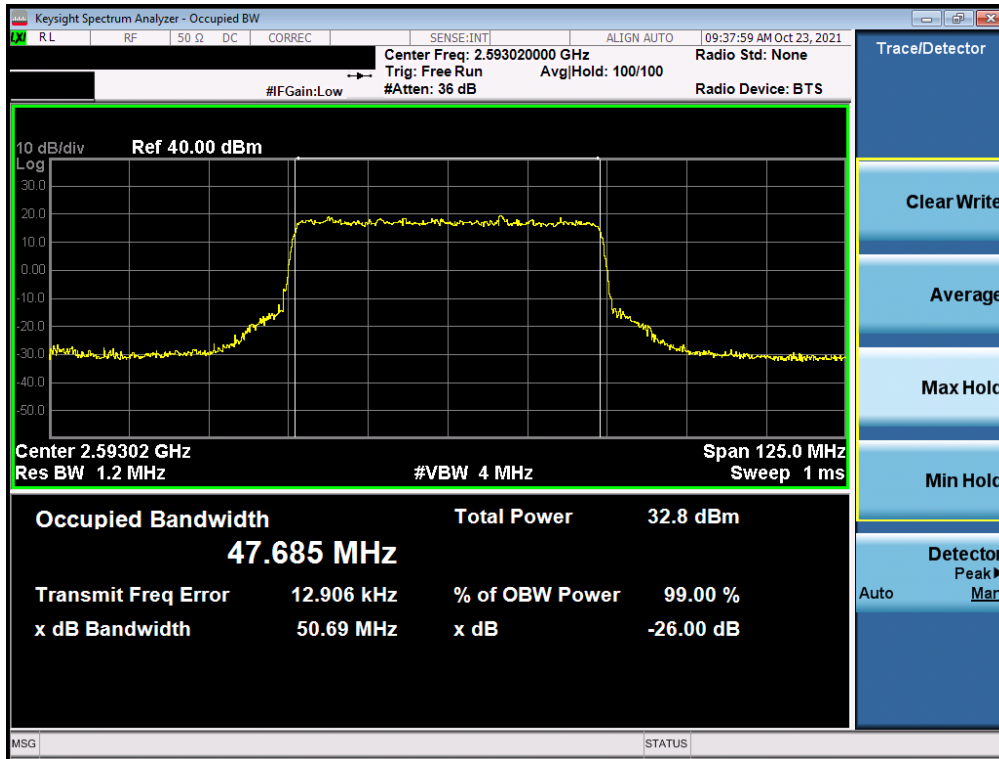 Keysight Spectrum Analyzer - Occupied BW
LXI RL RF 50 Ω DC CORREC SENSE:INT ALIGN AUTO 09:37:59 AM Oct 23, 2021
Center Freq: 2.593020000 GHz Radio Std: None
Trig: Free Run Avg|Hold: 100/100
#IFGain:Low #Atten: 36 dB Radio Device: BTS
10 dB/div Ref 40.00 dBm
Log
30.0
20.0
10.0
0.00
-10.0
-20.0
-30.0
-40.0
-50.0
Center 2.59302 GHz Span 125.0 MHz
Res BW 1.2 MHz #VBW 4 MHz Sweep 1 ms
Occupied Bandwidth Total Power 32.8 dBm
47.685 MHz
Transmit Freq Error 12.906 kHz % of OBW Power 99.00 %
x dB Bandwidth 50.69 MHz x dB -26.00 dB
MSG STATUS
Trace/Detector
Clear Write
Average
Max Hold
Min Hold
Detector
Peak▶
Auto Man